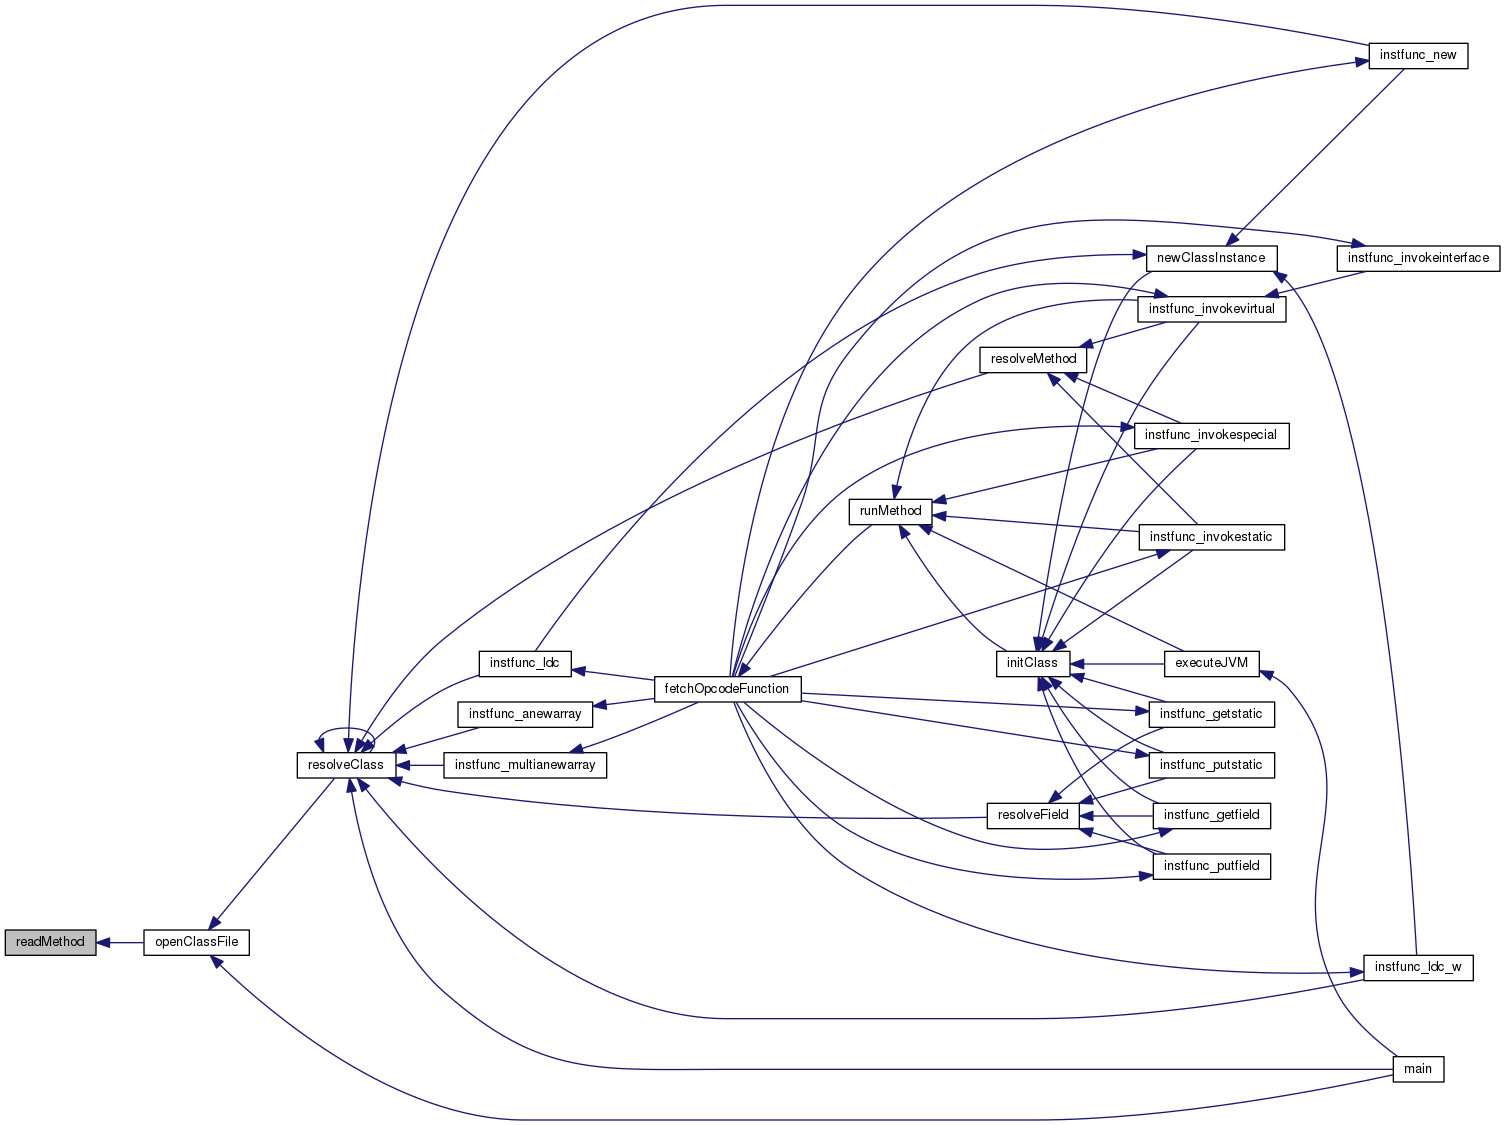 instfunc_new
newClassInstance
instfunc_invokeinterface
instfunc_invokevirtual
resolveMethod
instfunc_invokespecial
runMethod
instfunc_invokestatic
instfunc_ldc
initClass
executeJVM
fetchOpcodeFunction
instfunc_anewarray
instfunc_getstatic
resolveClass
instfunc_multianewarray
instfunc_putstatic
resolveField
instfunc_getfield
instfunc_putfield
readMethod
openClassFile
instfunc_ldc_w
main